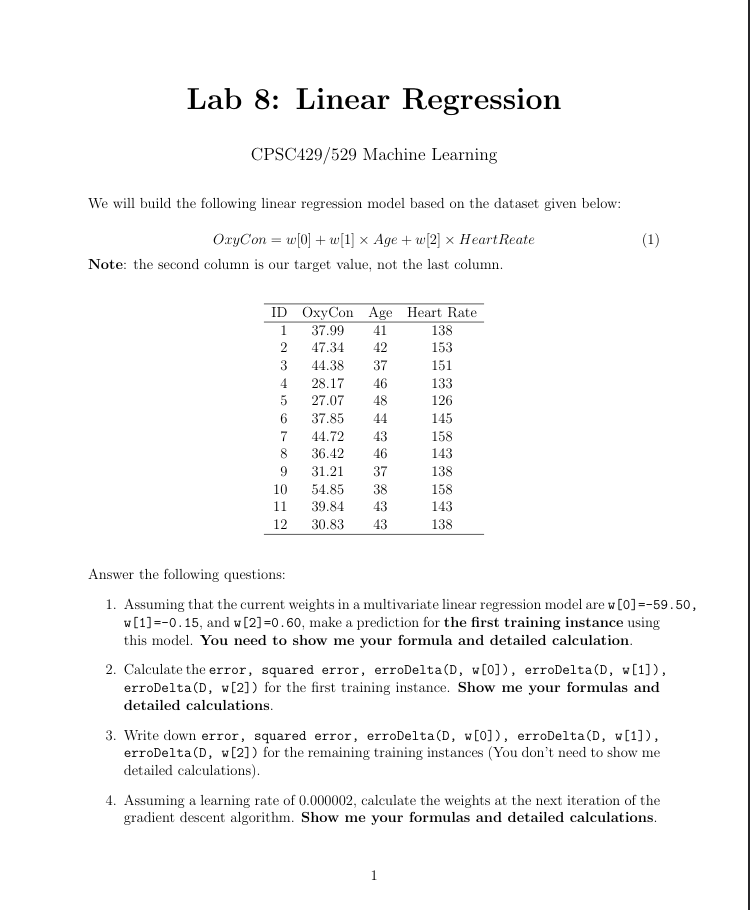 Lab 8: Linear Regression
CPSC429/529 Machine Learning
We will build the following linear regression model based on the dataset given below:
OxyCon = w[0] + w[1] × Age + w[2] × HeartReate (1)
Note: the second column is our target value, not the last column.
ID OxyCon Age Heart Rate
1 37.99 41 138
2 47.34 42 153
3 44.38 37 151
4 28.17 46 133
5 27.07 48 126
6 37.85 44 145
7 44.72 43 158
8 36.42 46 143
9 31.21 37 138
10 54.85 38 158
11 39.84 43 143
12 30.83 43 138
Answer the following questions:
1. Assuming that the current weights in a multivariate linear regression model are w[0]=-59.50,
w[1]=-0.15, and w[2]=0.60, make a prediction for the first training instance using
this model. You need to show me your formula and detailed calculation.
2. Calculate the error, squared error, erroDelta(D, w[0]), erroDelta(D, w[1]),
erroDelta(D, w[2]) for the first training instance. Show me your formulas and
detailed calculations.
3. Write down error, squared error, erroDelta(D, w[0]), erroDelta(D, w[1]),
erroDelta(D, w[2]) for the remaining training instances (You don't need to show me
detailed calculations).
4. Assuming a learning rate of 0.000002, calculate the weights at the next iteration of the
gradient descent algorithm. Show me your formulas and detailed calculations.
1